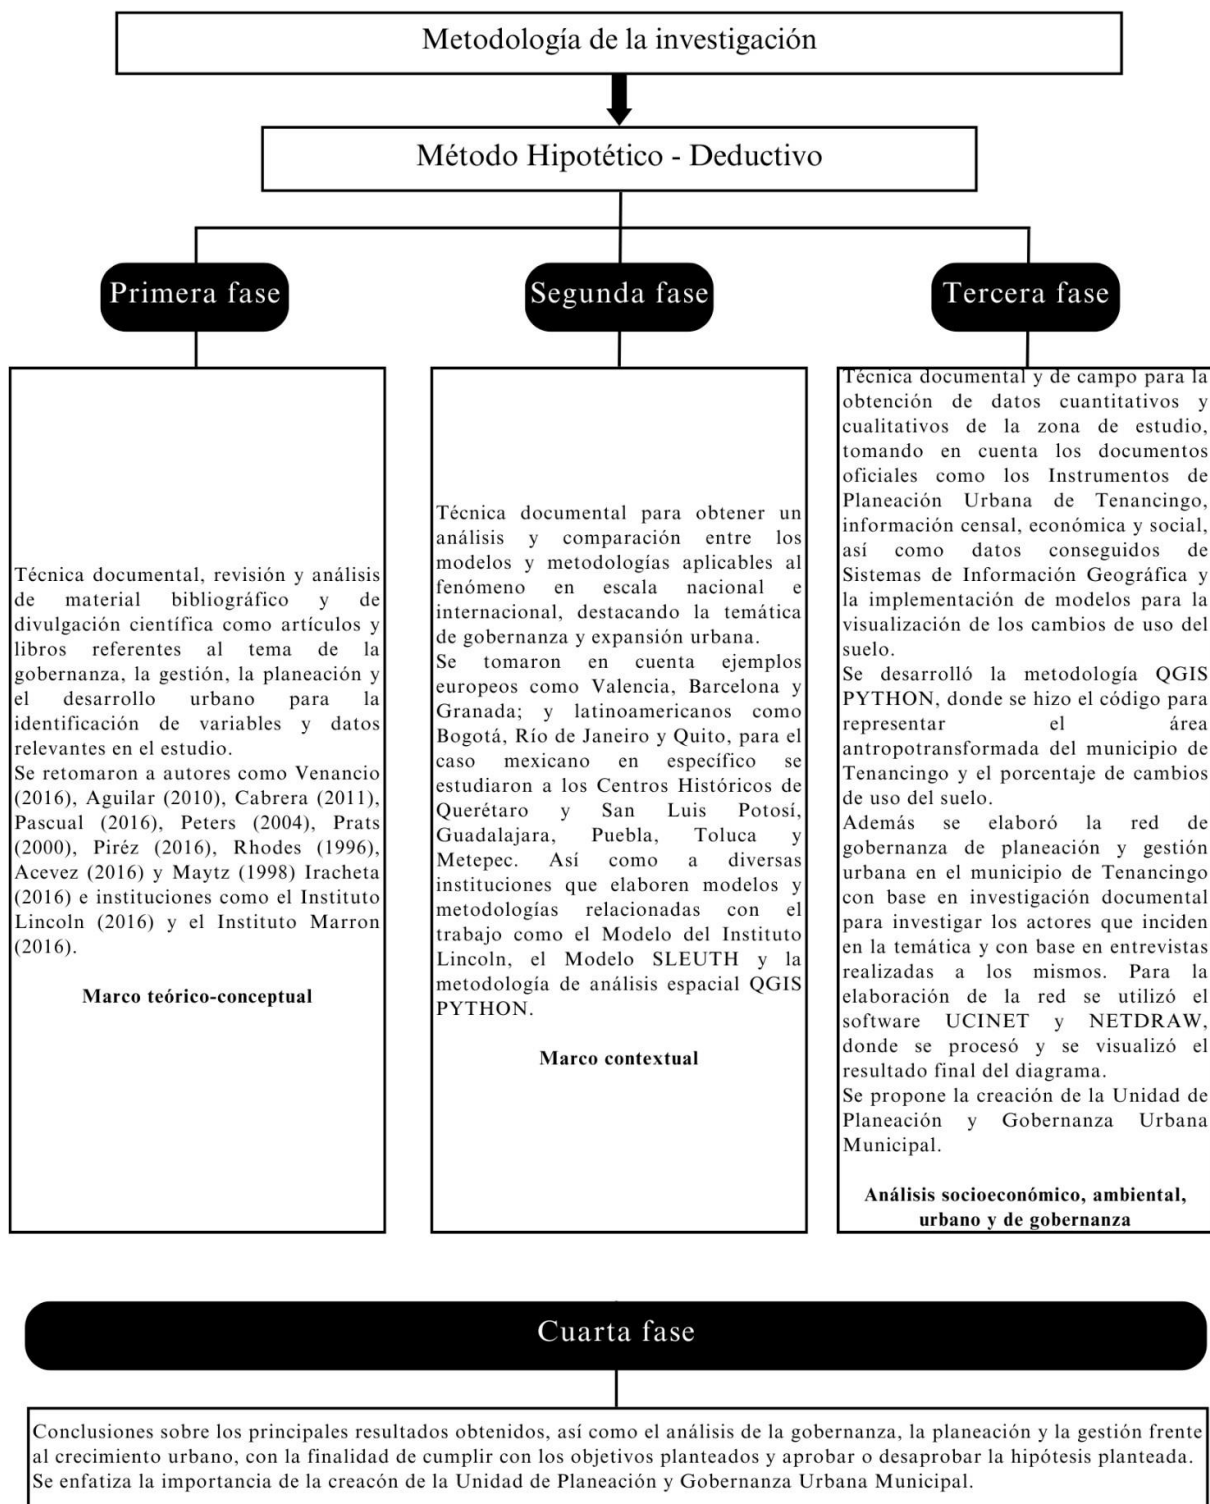 Metodología de la investigación
Método Hipotético - Deductivo
Primera fase
Técnica documental, revisión y análisis
de material bibliográfico y de
divulgación científica como artículos y
libros referentes al tema de la
gobernanza, la gestión, la planeación y
el desarrollo urbano para la
identificación de variables y datos
relevantes en el estudio.
Se retomaron a autores como Venancio
(2016), Aguilar (2010), Cabrera (2011),
Pascual (2016), Peters (2004), Prats
(2000), Piréz (2016), Rhodes (1996),
Acevez (2016) y Maytz (1998) Iracheta
(2016) e instituciones como el Instituto
Lincoln (2016) y el Instituto Marron
(2016).
Marco teórico-conceptual
Segunda fase
Técnica documental para obtener un
análisis y comparación entre los
modelos y metodologías aplicables al
fenómeno en escala nacional e
internacional, destacando la temática
de gobernanza y expansión urbana.
Se tomaron en cuenta ejemplos
europeos como Valencia, Barcelona y
Granada; y latinoamericanos como
Bogotá, Río de Janeiro y Quito, para el
caso mexicano en específico se
estudiaron a los Centros Históricos de
Querétaro y San Luis Potosí,
Guadalajara, Puebla, Toluca y
Metepec. Así como a diversas
instituciones que elaboren modelos y
metodologías relacionadas con el
trabajo como el Modelo del Instituto
Lincoln, el Modelo SLEUTH y la
metodología de análisis espacial QGIS
PYTHON.
Marco contextual
Tercera fase
Técnica documental y de campo para la
obtención de datos cuantitativos y
cualitativos de la zona de estudio,
tomando en cuenta los documentos
oficiales como los Instrumentos de
Planeación Urbana de Tenancingo,
información censal, económica y social,
así como datos conseguidos de
Sistemas de Información Geográfica y
la implementación de modelos para la
visualización de los cambios de uso del
suelo.
Se desarrolló la metodología QGIS
PYTHON, donde se hizo el código para
representar el área
antropotransformada del municipio de
Tenancingo y el porcentaje de cambios
de uso del suelo.
Además se elaboró la red de
gobernanza de planeación y gestión
urbana en el municipio de Tenancingo
con base en investigación documental
para investigar los actores que inciden
en la temática y con base en entrevistas
realizadas a los mismos. Para la
elaboración de la red se utilizó el
software UCINET y NETDRAW,
donde se procesó y se visualizó el
resultado final del diagrama.
Se propone la creación de la Unidad de
Planeación y Gobernanza Urbana
Municipal.
Análisis socioeconómico, ambiental,
urbano y de gobernanza
Cuarta fase
Conclusiones sobre los principales resultados obtenidos, así como el análisis de la gobernanza, la planeación y la gestión frente
al crecimiento urbano, con la finalidad de cumplir con los objetivos planteados y aprobar o desaprobar la hipótesis planteada.
Se enfatiza la importancia de la creacón de la Unidad de Planeación y Gobernanza Urbana Municipal.